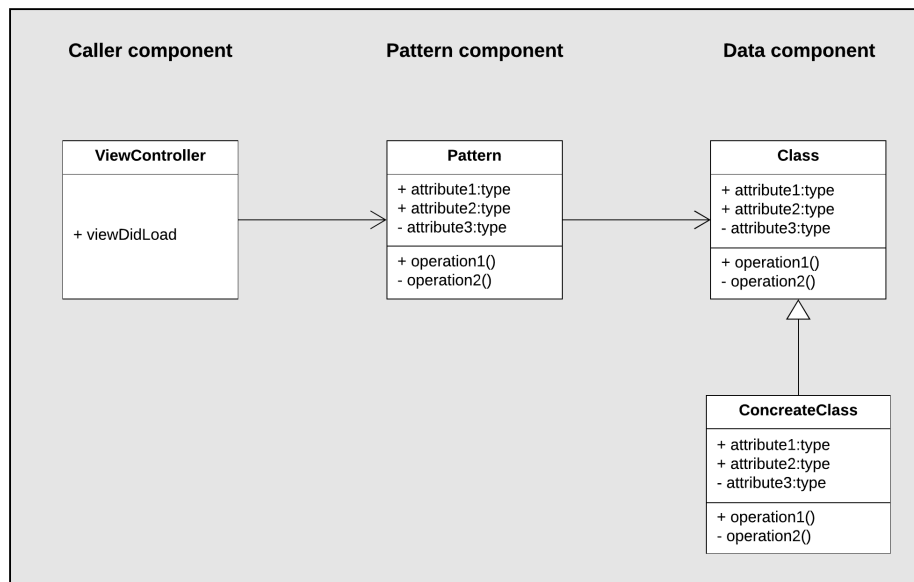 Caller component
Pattern component
Data component
ViewController
+ viewDidLoad
Pattern
+ attribute1:type
+ attribute2:type
- attribute3:type
+ operation1()
- operation2()
Class
+ attribute1:type
+ attribute2:type
- attribute3:type
+ operation1()
- operation2()
ConcreateClass
+ attribute1:type
+ attribute2:type
- attribute3:type
+ operation1()
- operation2()